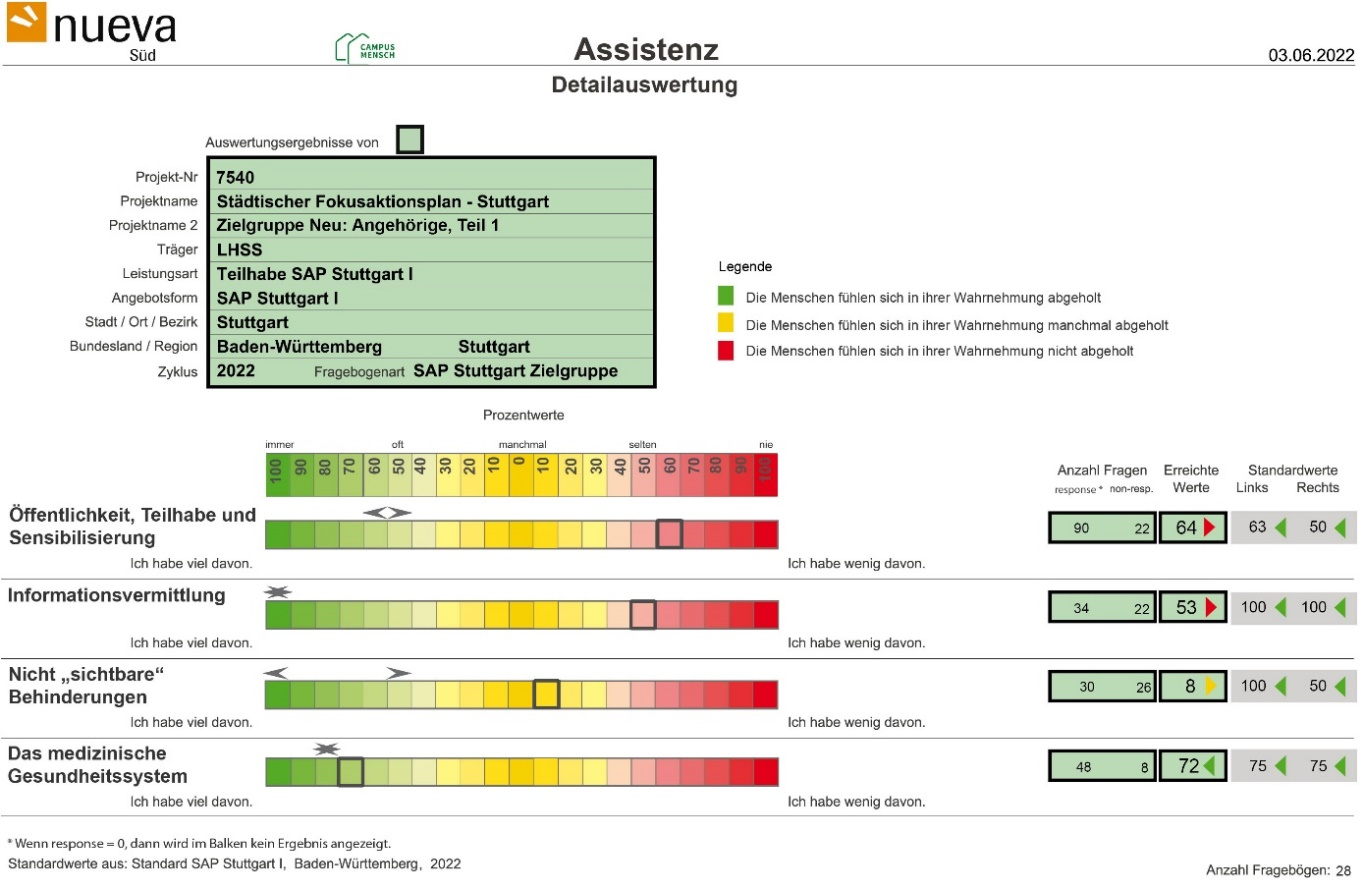 nueva
Süd
CAMPUS
MENSCH
Assistenz
03.06.2022
Detailauswertung
Auswertungsergebnisse von
Projekt-Nr 7540
Projektname Städtischer Fokusaktionsplan - Stuttgart
Projektname 2 Zielgruppe Neu: Angehörige, Teil 1
Träger LHSS
Leistungsart Teilhabe SAP Stuttgart I
Angebotsform SAP Stuttgart I
Stadt / Ort / Bezirk Stuttgart
Bundesland / Region Baden-Württemberg Stuttgart
Zyklus 2022 Fragebogenart SAP Stuttgart Zielgruppe
Legende
Die Menschen fühlen sich in ihrer Wahrnehmung abgeholt
Die Menschen fühlen sich in ihrer Wahrnehmung manchmal abgeholt
Die Menschen fühlen sich in ihrer Wahrnehmung nicht abgeholt
Prozentwerte
immer oft manchmal selten nie
100 90 80 70 60 50 40 30 20 10 0 10 20 30 40 50 60 70 80 90 100
Anzahl Fragen Erreichte Standardwerte
response * non-resp. Werte Links Rechts
Öffentlichkeit, Teilhabe und
Sensibilisierung
90 22 64 63 50
Ich habe viel davon. Ich habe wenig davon.
Informationsvermittlung
34 22 53 100 100
Ich habe viel davon. Ich habe wenig davon.
Nicht „sichtbare“
Behinderungen
30 26 8 100 50
Ich habe viel davon. Ich habe wenig davon.
Das medizinische
Gesundheitssystem
48 8 72 75 75
Ich habe viel davon. Ich habe wenig davon.
* Wenn response = 0, dann wird im Balken kein Ergebnis angezeigt.
Standardwerte aus: Standard SAP Stuttgart I, Baden-Württemberg, 2022
Anzahl Fragebögen: 28